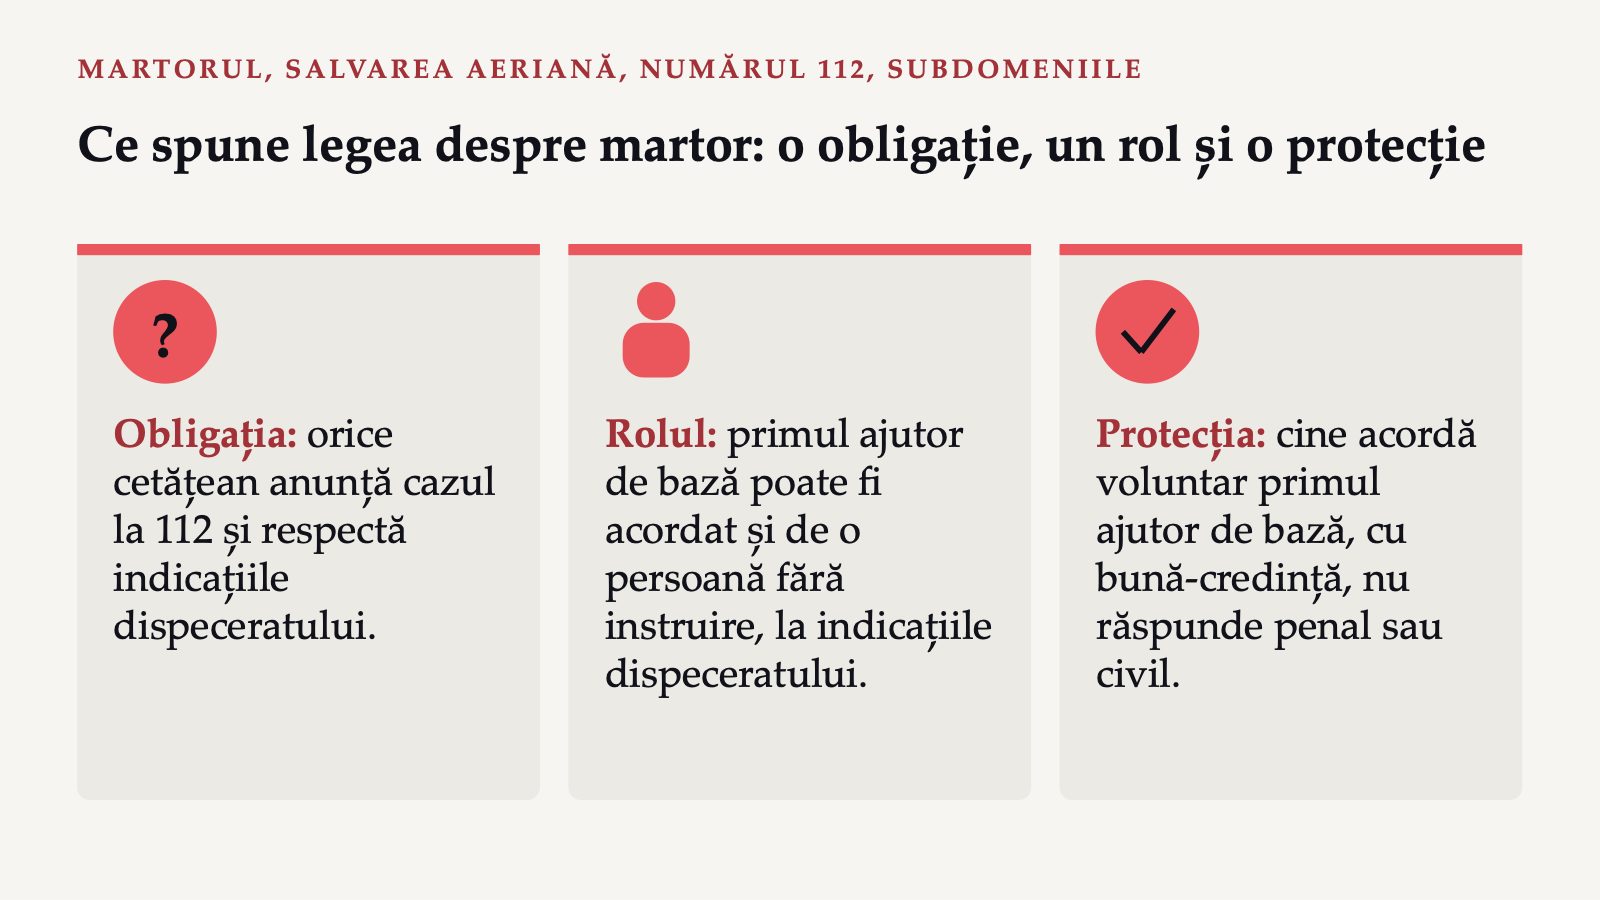 MARTORUL, SALVAREA AERIANĂ, NUMĂRUL 112, SUBDOMENIILE
Ce spune legea despre martor: o obligație, un rol și o protecție
?
Obligația: orice
cetățean anunță cazul
la 112 și respectă
indicațiile
dispeceratului.
Rolul: primul ajutor
de bază poate fi
acordat și de o
persoană fără
instruire, la indicațiile
dispeceratului.
Protecția: cine acordă
voluntar primul
ajutor de bază, cu
bună-credință, nu
răspunde penal sau
civil.